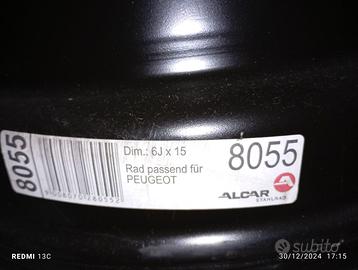 8055
Dim.: 6J x 15
Rad passend für
PEUGEOT
8055
ALCAR
STAHLRAD
subito
REDMI 13C
30/12/2024 17:15